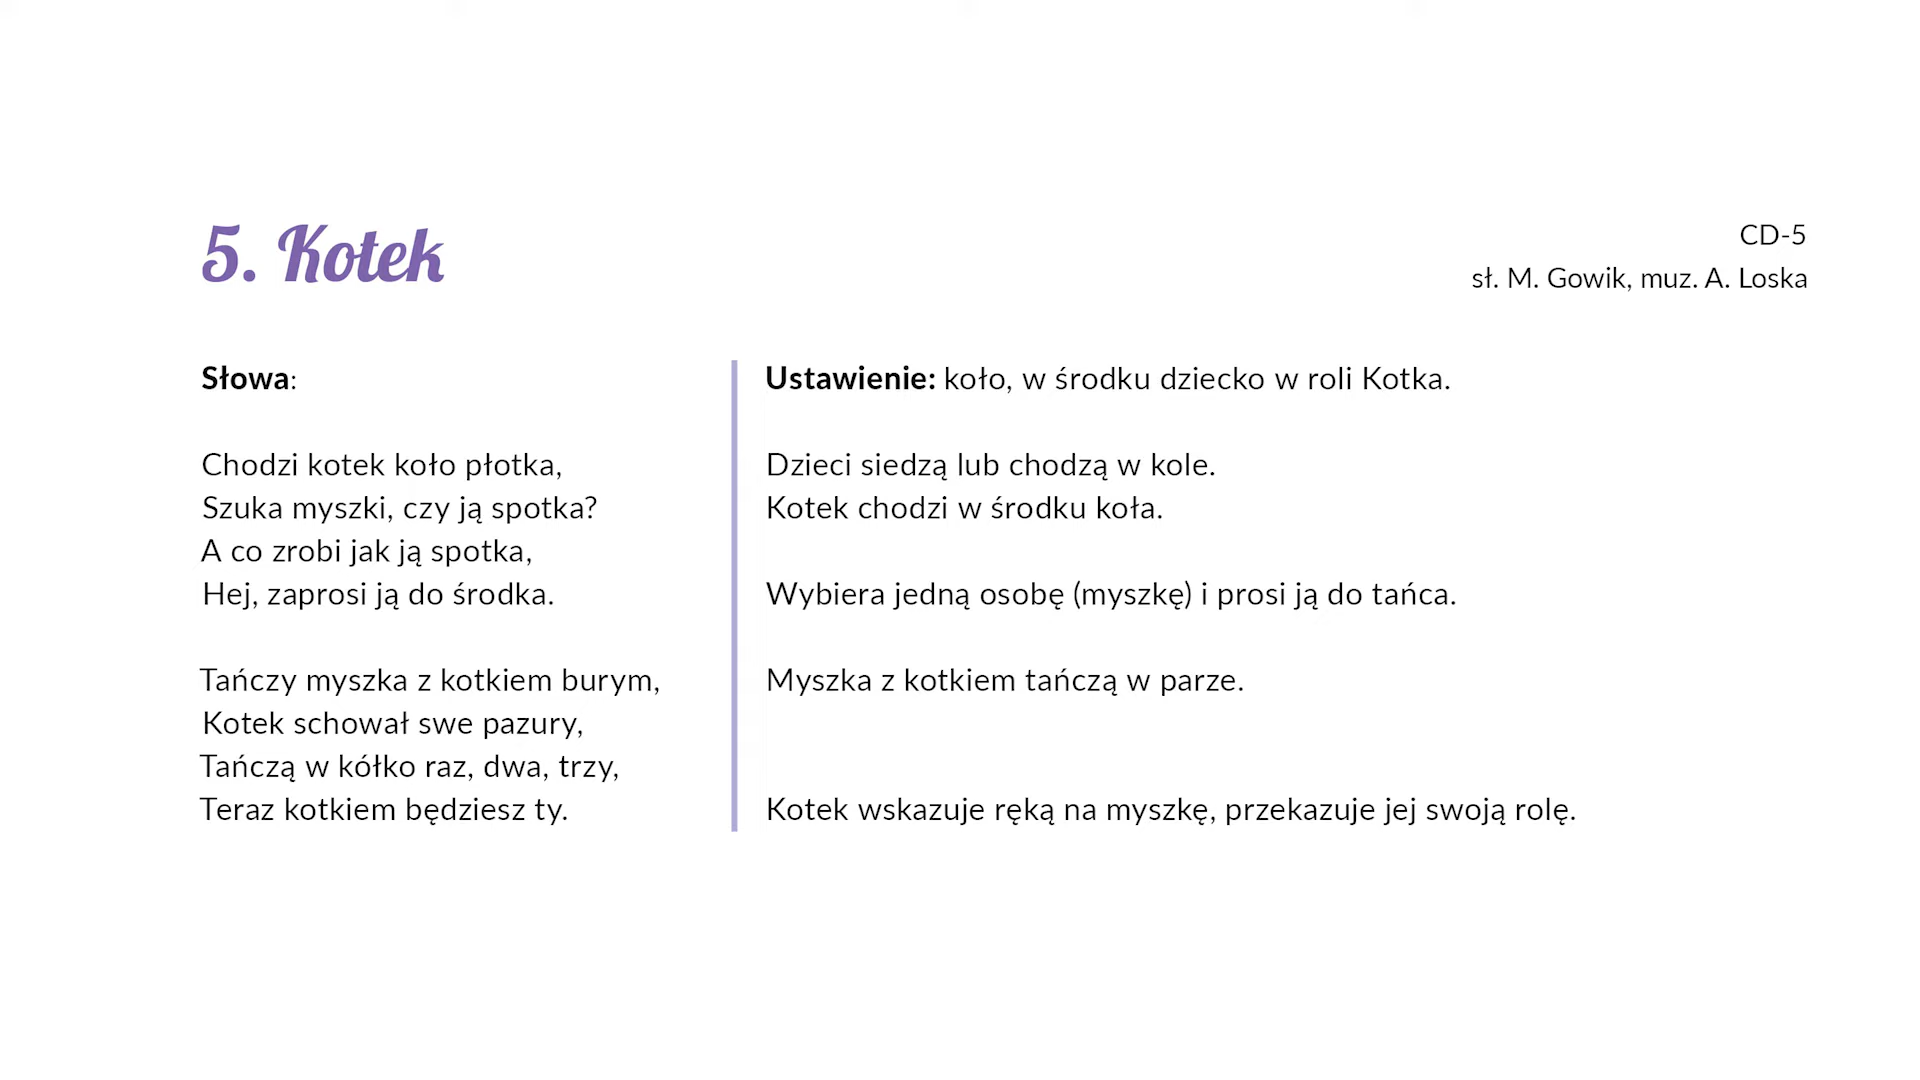 5. Kotek
CD-5
sł. M. Gowik, muz. A. Loska
Słowa:
Chodzi kotek koło płotka,
Szuka myszki, czy ją spotka?
A co zrobi jak ją spotka,
Hej, zaprosi ją do środka.
Tańczy myszka z kotkiem burym,
Kotek schował swe pazury,
Tańczą w kółko raz, dwa, trzy,
Teraz kotkiem będziesz ty.
Ustawienie: koło, w środku dziecko w roli Kotka.
Dzieci siedzą lub chodzą w kole.
Kotek chodzi w środku koła.
Wybiera jedną osobę (myszkę) i prosi ją do tańca.
Myszka z kotkiem tańczą w parze.
Kotek wskazuje ręką na myszkę, przekazuje jej swoją rolę.